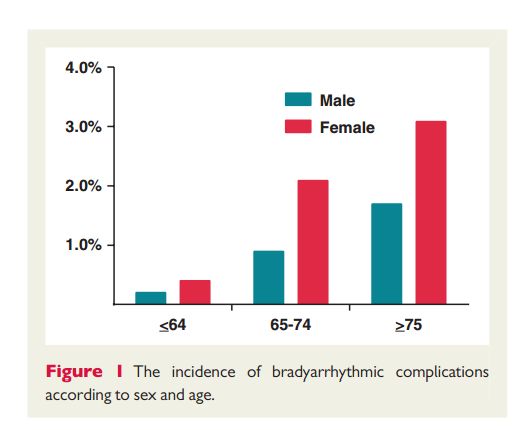 4.0%
Male
3.0%
Female
2.0%
1.0%
≤64 65-74 ≥75
Figure 1 The incidence of bradyarrhythmic complications
according to sex and age.